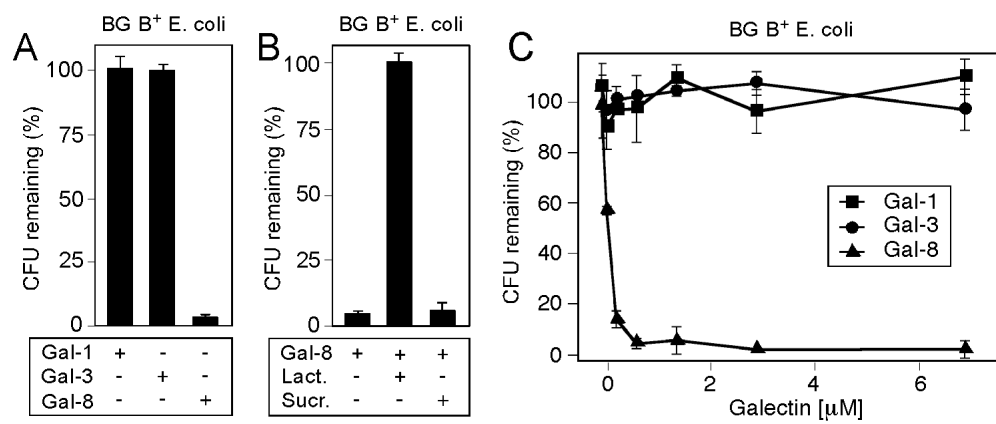 A
BG B+ E. coli
CFU remaining (%)
100
75
50
25
0
Gal-1 + - -
Gal-3 - + -
Gal-8 - - +
B
BG B+ E. coli
CFU remaining (%)
100
75
50
25
0
Gal-8 + + +
Lact. - + -
Sucr. - - +
C
BG B+ E. coli
CFU remaining (%)
100
80
60
40
20
0
Gal-1
Gal-3
Gal-8
0 2 4 6
Galectin [µM]